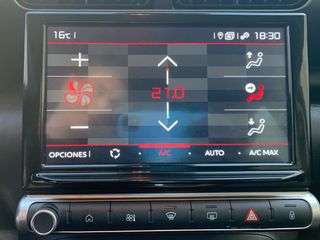 16°C 18:30
21.0
OPCIONES A/C AUTO A/C MAX